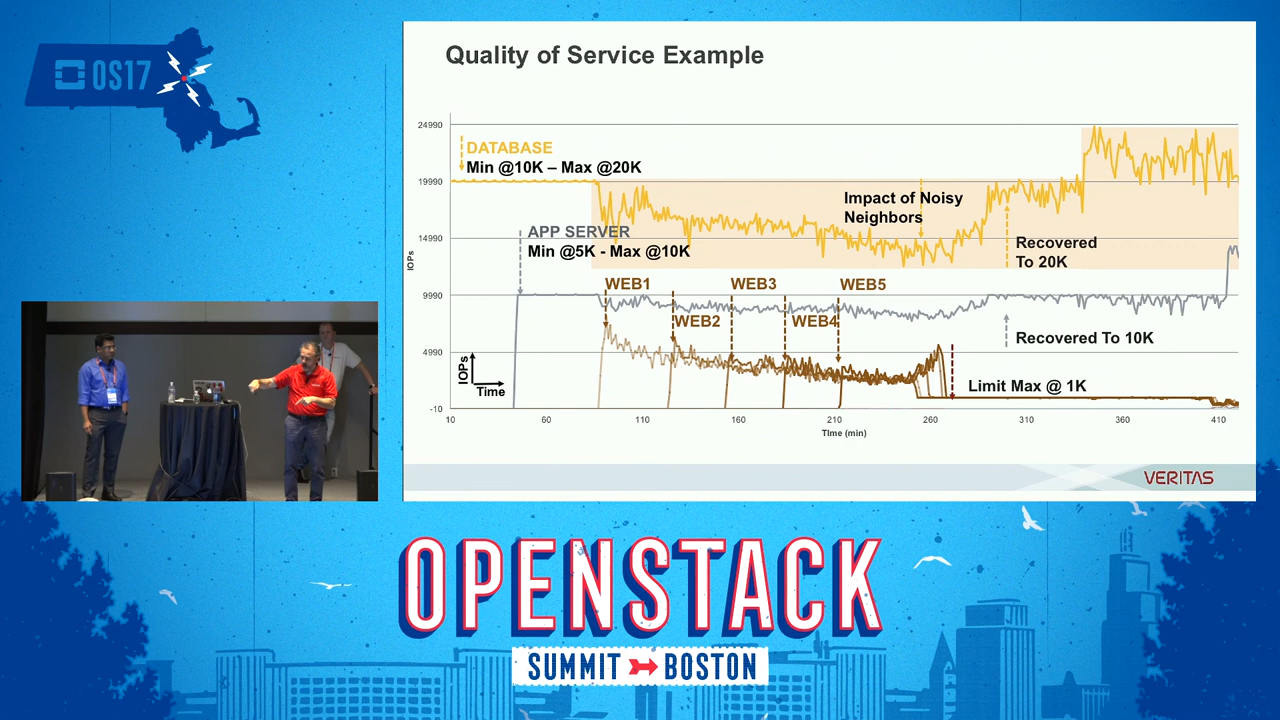 OS17
Quality of Service Example
24990
DATABASE
Min @10K – Max @20K
19990
Impact of Noisy
Neighbors
APP SERVER
14990
Min @5K - Max @10K
Recovered
To 20K
IOPs
WEB1
WEB3
WEB5
9990
WEB2
WEB4
Recovered To 10K
4990
IOPs
Time
Limit Max @ 1K
-10
10
60
110
160
210
260
310
360
410
TIme (min)
VERITAS
OPENSTACK
SUMMIT BOSTON